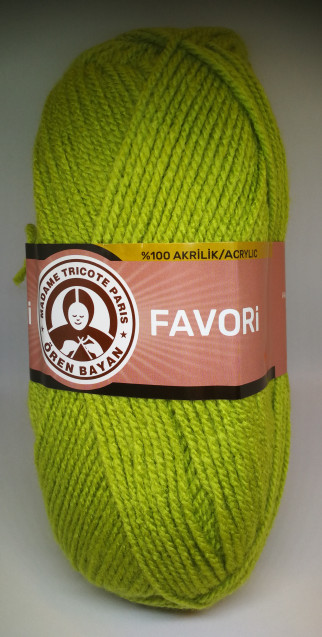 %100 AKRİLİK/ACRYLIC
MADAME TRICOTE PARIS
ÖREN BAYAN
FAVORİ
i